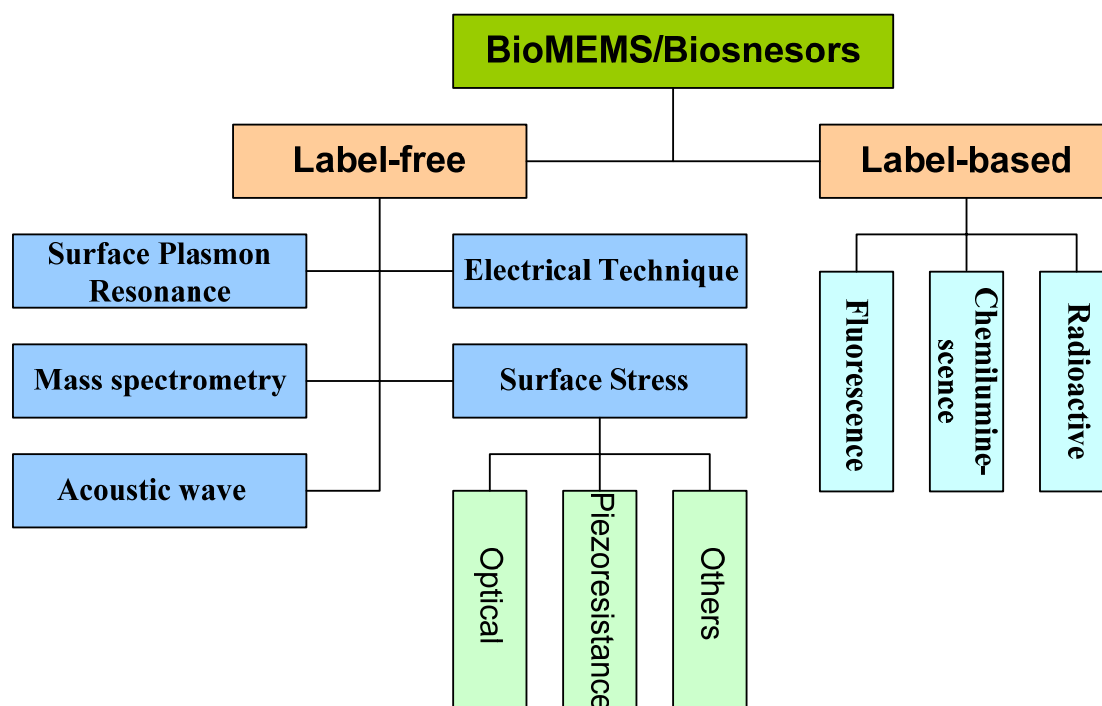 BioMEMS/Biosnesors
Label-free
Label-based
Surface Plasmon
Resonance
Electrical Technique
Mass spectrometry
Surface Stress
Acoustic wave
Optical
Piezoresistance
Others
Fluorescence
Chemilumine-
scence
Radioactive